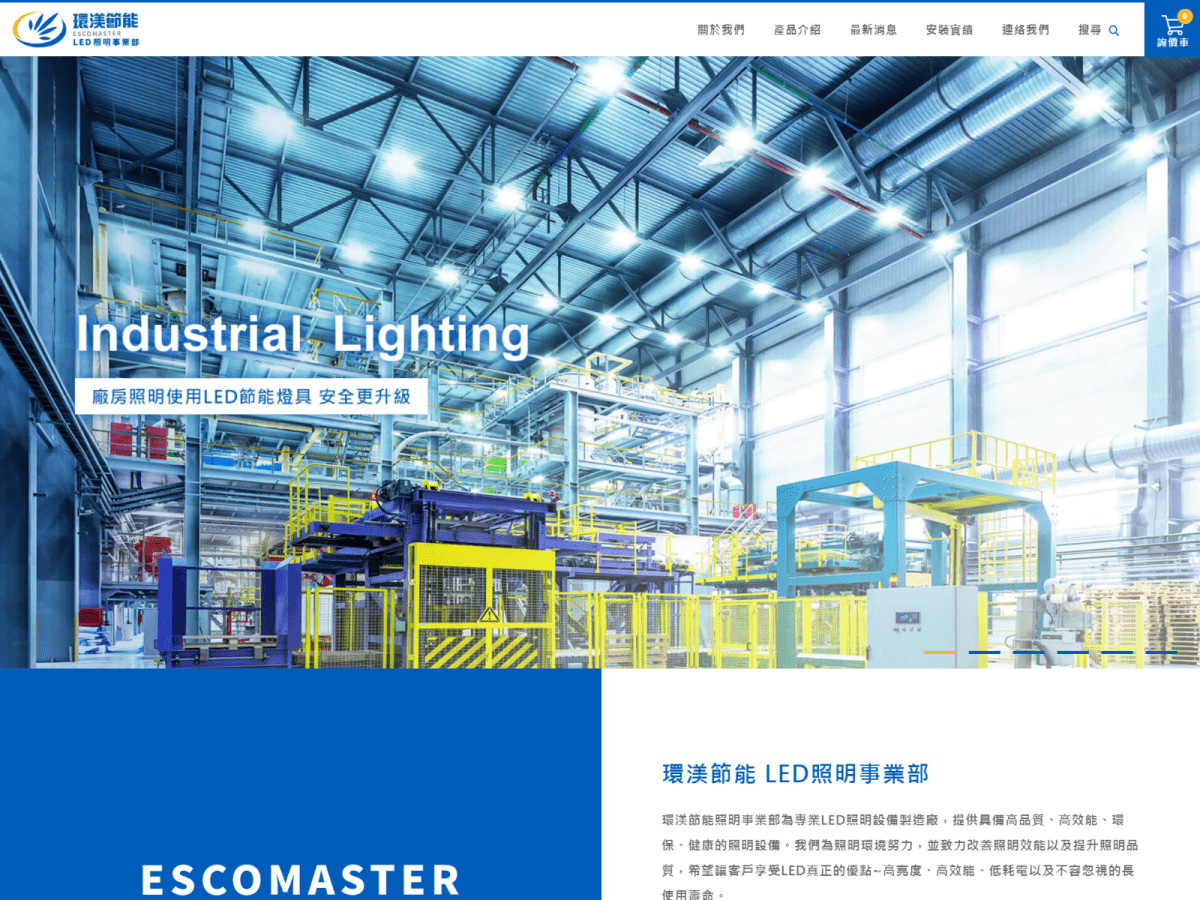 環渼節能
ESCOMASTER
LED照明事業部
關於我們
產品介紹
最新消息
安裝實績
連絡我們
搜尋
0
詢價車
Industrial Lighting
廠房照明使用LED節能燈具 安全更升級
ESCOMASTER
環渼節能 LED照明事業部
環渼節能照明事業部為專業LED照明設備製造廠，提供具備高品質、高效能、環
保、健康的照明設備。我們為照明環境努力，並致力改善照明效能以及提升照明品
質，希望讓客戶享受LED真正的優點~高亮度、高效能、低耗電以及不容忽視的長
使用壽命。